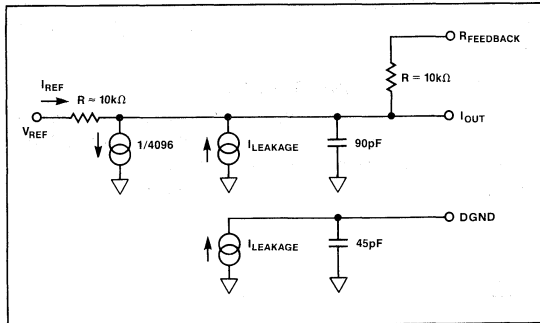 R_FEEDBACK
I_REF
R ≈ 10kΩ
R = 10kΩ
V_REF
1/4096
I_LEAKAGE
90pF
I_OUT
I_LEAKAGE
45pF
DGND